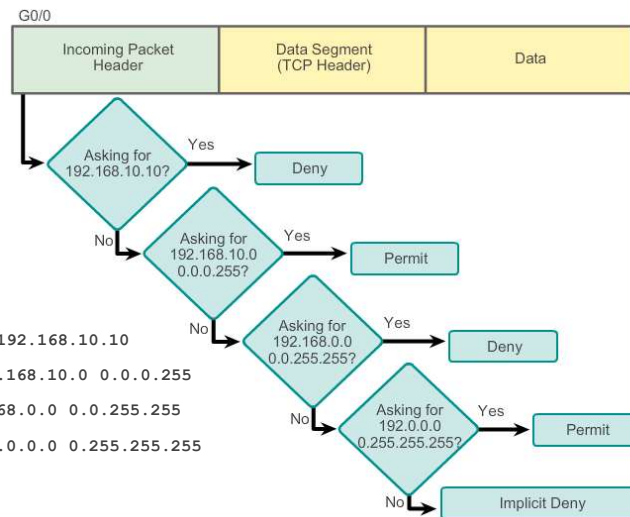 G0/0
Incoming Packet
Header
Data Segment
(TCP Header)
Data
Asking for
192.168.10.10?
Yes
Deny
No
Asking for
192.168.10.0
0.0.0.255?
Yes
Permit
No
Asking for
192.168.0.0
0.0.255.255?
Yes
Deny
No
Asking for
192.0.0.0
0.255.255.255?
Yes
Permit
No
Implicit Deny
192.168.10.10
.168.10.0 0.0.0.255
68.0.0 0.0.255.255
.0.0.0 0.255.255.255